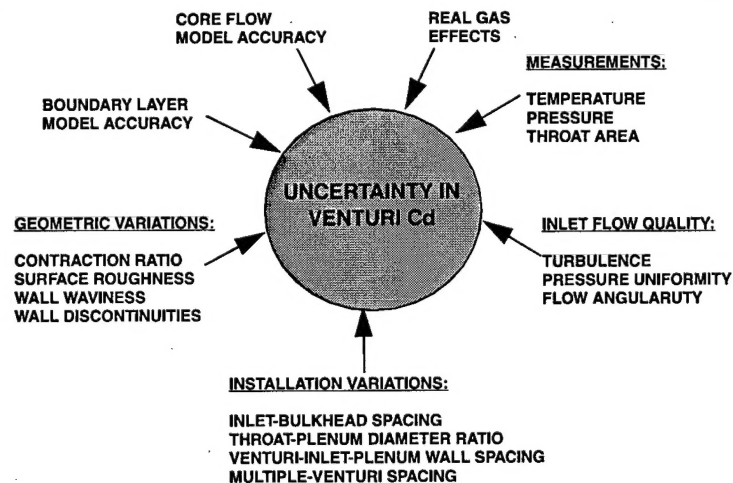 CORE FLOW
MODEL ACCURACY
REAL GAS
EFFECTS
MEASUREMENTS:
TEMPERATURE
PRESSURE
THROAT AREA
BOUNDARY LAYER
MODEL ACCURACY
UNCERTAINTY IN
VENTURI Cd
GEOMETRIC VARIATIONS:
CONTRACTION RATIO
SURFACE ROUGHNESS
WALL WAVINESS
WALL DISCONTINUITIES
INLET FLOW QUALITY:
TURBULENCE
PRESSURE UNIFORMITY
FLOW ANGULARUTY
INSTALLATION VARIATIONS:
INLET-BULKHEAD SPACING
THROAT-PLENUM DIAMETER RATIO
VENTURI-INLET-PLENUM WALL SPACING
MULTIPLE-VENTURI SPACING